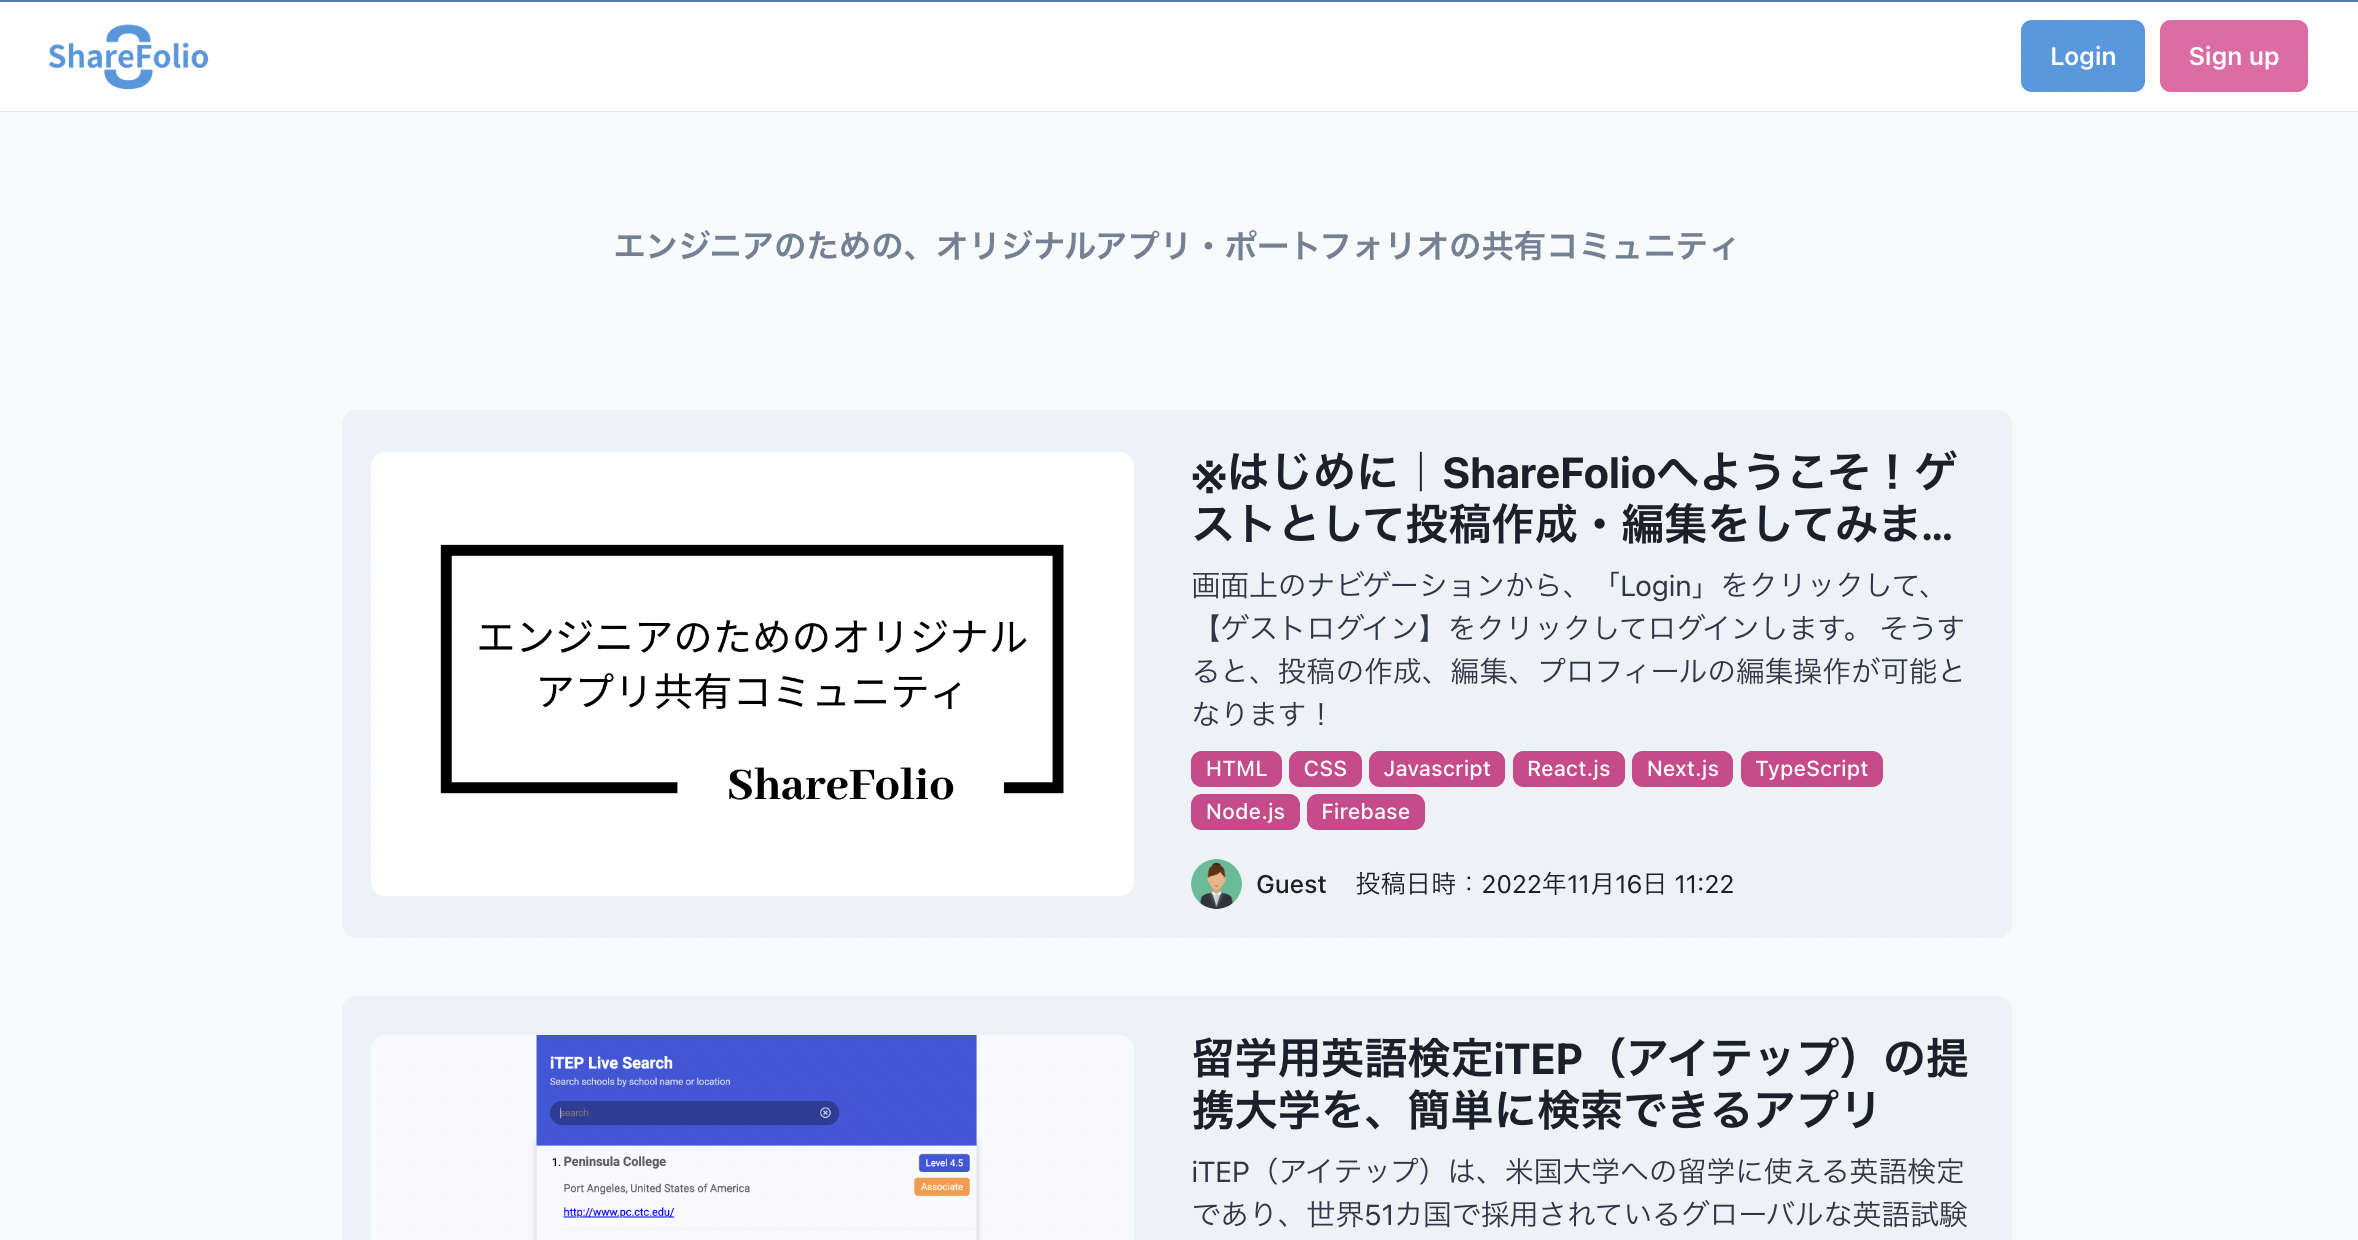 ShareFolio
Login
Sign up
エンジニアのための、オリジナルアプリ・ポートフォリオの共有コミュニティ
エンジニアのためのオリジナル
アプリ共有コミュニティ
ShareFolio
※はじめに｜ShareFolioへようこそ！ゲ
ストとして投稿作成・編集をしてみま...
画面上のナビゲーションから、「Login」をクリックして、
【ゲストログイン】をクリックしてログインします。 そうす
ると、投稿の作成、編集、プロフィールの編集操作が可能と
なります！
HTML CSS Javascript React.js Next.js TypeScript
Node.js Firebase
Guest 投稿日時：2022年11月16日 11:22
iTEP Live Search
Search schools by school name or location
search
1. Peninsula College
Level 4.5
Port Angeles, United States of America
Associate
http://www.pc.ctc.edu/
留学用英語検定iTEP（アイテップ）の提
携大学を、簡単に検索できるアプリ
iTEP（アイテップ）は、米国大学への留学に使える英語検定
であり、世界51カ国で採用されているグローバルな英語試験